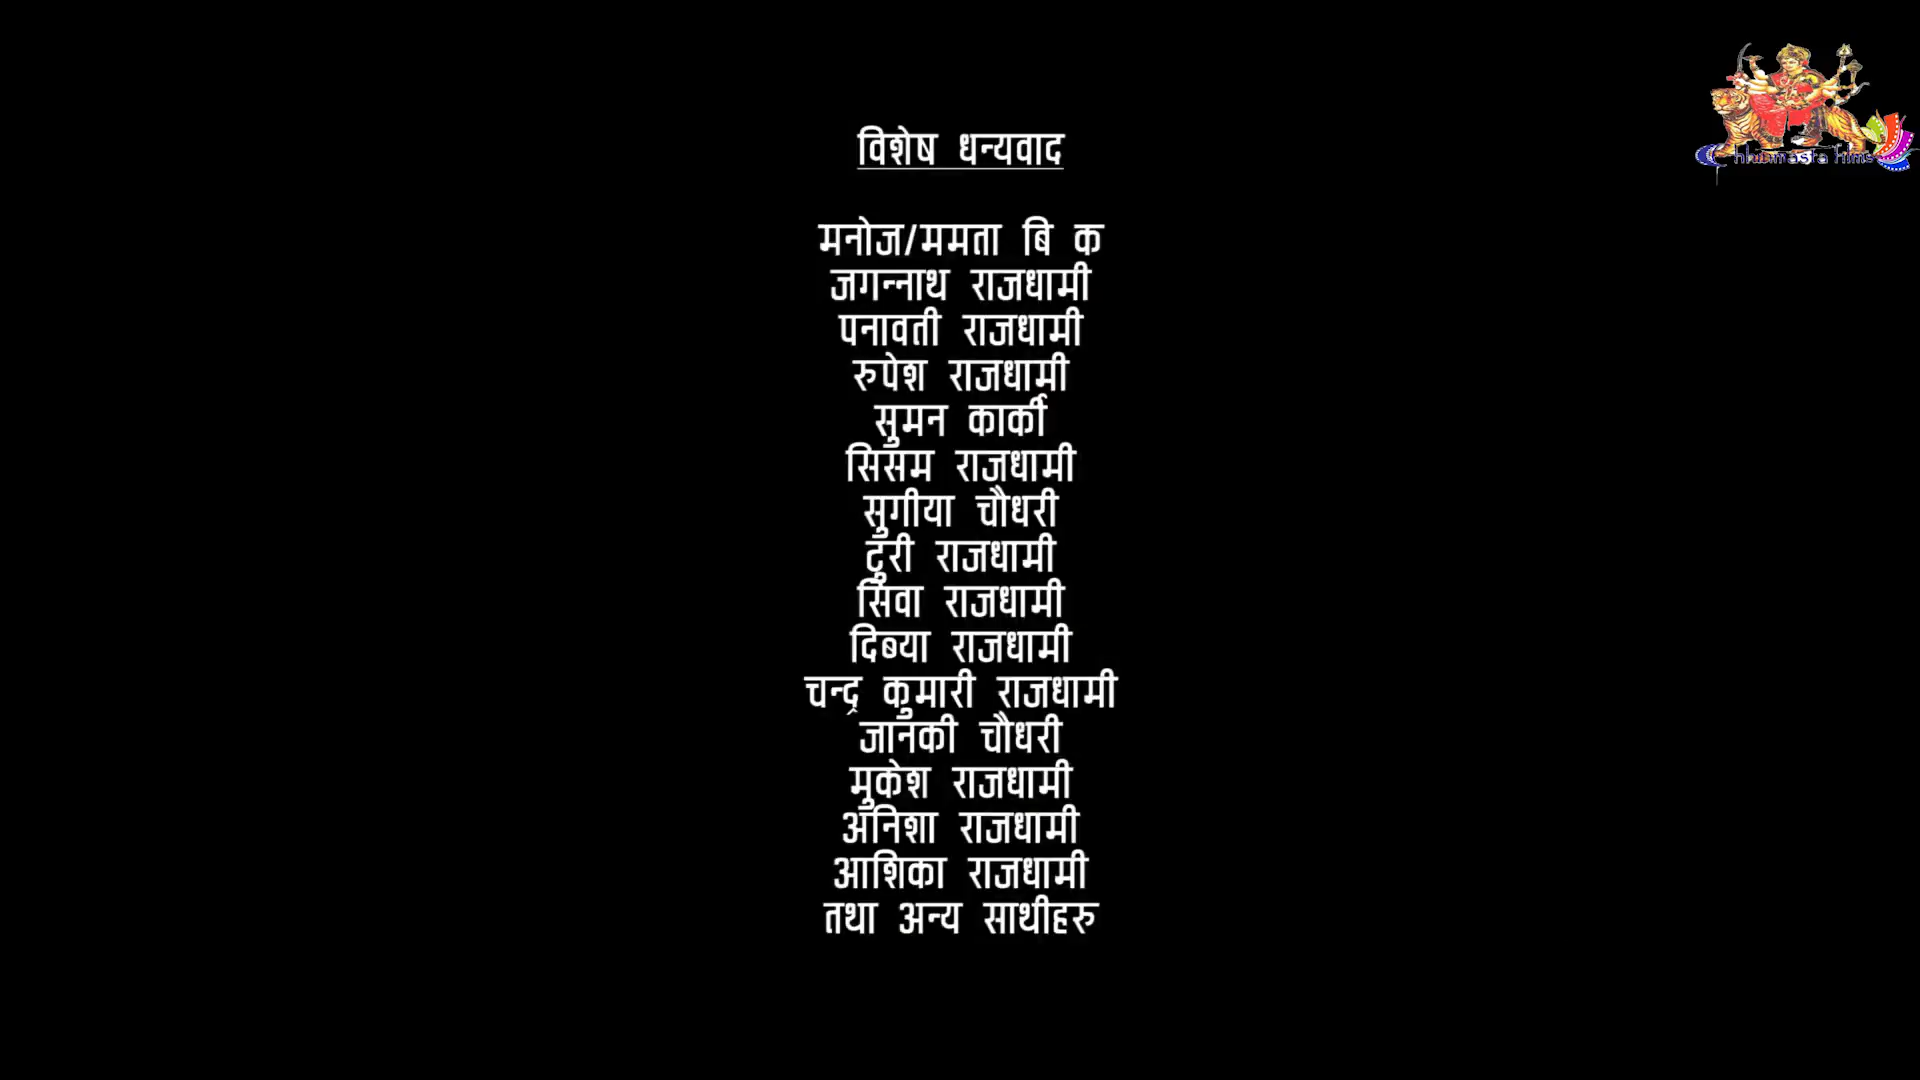 विशेष धन्यवाद
मनोज/ममता बि क
जगन्नाथ राजधामी
पनावती राजधामी
रुपेश राजधामी
सुमन कार्की
सिसम राजधामी
सुगीया चौधरी
टुरी राजधामी
सिवा राजधामी
दिब्या राजधामी
चन्द्र कुमारी राजधामी
जानकी चौधरी
मुकेश राजधामी
अनिशा राजधामी
आशिका राजधामी
तथा अन्य साथीहरु
films